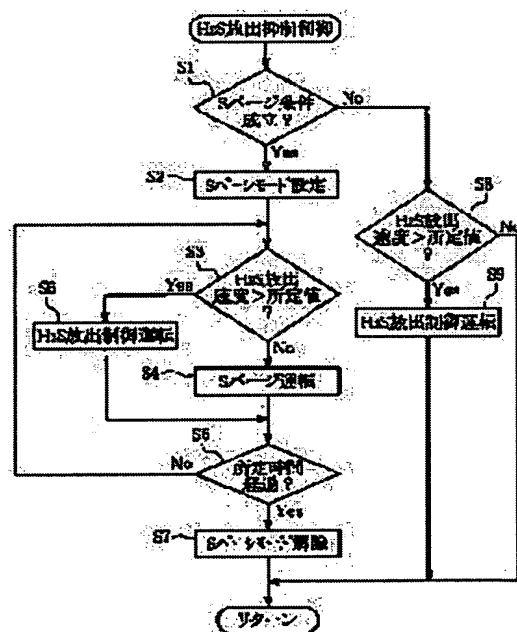 H₂S放出抑制制御
S1
Sパージ条件
成立?
No
Yes
S2
Sパージモード設定
S8
H₂S放出
速度>所定値
?
No
Yes
S3
H₂S放出
速度>所定値
?
Yes
No
S9
H₂S放出制御運転
H₂S放出制御運転
S4
Sパージ運転
No
所定時間
経過?
Yes
S7
Sパージモード解除
リターン